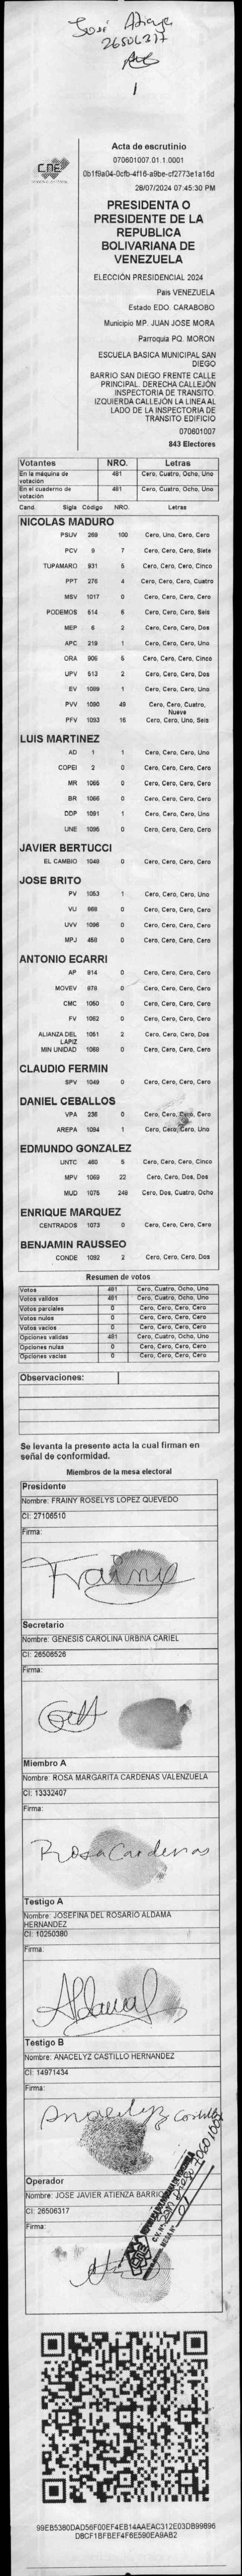 José Atienza
26506317
1
CNE
Acta de escrutinio
070601007.01.1.0001
0b1f9a04-0cfb-4f16-a9be-cf2773e1a16d
28/07/2024 07:45:30 PM
PRESIDENTA O
PRESIDENTE DE LA
REPUBLICA
BOLIVARIANA DE
VENEZUELA
ELECCIÓN PRESIDENCIAL 2024
Pais VENEZUELA
Estado EDO. CARABOBO
Municipio MP. JUAN JOSE MORA
Parroquia PQ. MORON
ESCUELA BASICA MUNICIPAL SAN
DIEGO
BARRIO SAN DIEGO FRENTE CALLE
PRINCIPAL. DERECHA CALLEJÓN
INSPECTORIA DE TRANSITO.
IZQUIERDA CALLEJÓN LA LINEA AL
LADO DE LA INSPECTORIA DE
TRANSITO EDIFICIO
070601007
843 Electores
Votantes NRO. Letras
En la máquina de votación 481 Cero, Cuatro, Ocho, Uno
En el cuaderno de votación 481 Cero, Cuatro, Ocho, Uno
Cand. Sigla Código NRO. Letras
NICOLAS MADURO
PSUV 269 100 Cero, Uno, Cero, Cero
PCV 9 7 Cero, Cero, Cero, Siete
TUPAMARO 931 5 Cero, Cero, Cero, Cinco
PPT 276 4 Cero, Cero, Cero, Cuatro
MSV 1017 0 Cero, Cero, Cero, Cero
PODEMOS 514 6 Cero, Cero, Cero, Seis
MEP 6 2 Cero, Cero, Cero, Dos
APC 219 1 Cero, Cero, Cero, Uno
ORA 906 5 Cero, Cero, Cero, Cinco
UPV 513 2 Cero, Cero, Cero, Dos
EV 1089 1 Cero, Cero, Cero, Uno
PVV 1090 49 Cero, Cero, Cuatro, Nueve
PFV 1093 16 Cero, Cero, Uno, Seis
LUIS MARTINEZ
AD 1 1 Cero, Cero, Cero, Uno
COPEI 2 0 Cero, Cero, Cero, Cero
MR 1065 0 Cero, Cero, Cero, Cero
BR 1066 0 Cero, Cero, Cero, Cero
DDP 1091 1 Cero, Cero, Cero, Uno
UNE 1095 0 Cero, Cero, Cero, Cero
JAVIER BERTUCCI
EL CAMBIO 1048 0 Cero, Cero, Cero, Cero
JOSE BRITO
PV 1053 1 Cero, Cero, Cero, Uno
VU 968 0 Cero, Cero, Cero, Cero
UVV 1096 0 Cero, Cero, Cero, Cero
MPJ 458 0 Cero, Cero, Cero, Cero
ANTONIO ECARRI
AP 814 0 Cero, Cero, Cero, Cero
MOVEV 978 0 Cero, Cero, Cero, Cero
CMC 1050 0 Cero, Cero, Cero, Cero
FV 1062 0 Cero, Cero, Cero, Cero
ALIANZA DEL LAPIZ 1051 2 Cero, Cero, Cero, Dos
MIN UNIDAD 1069 0 Cero, Cero, Cero, Cero
CLAUDIO FERMIN
SPV 1049 0 Cero, Cero, Cero, Cero
DANIEL CEBALLOS
VPA 236 0 Cero, Cero, Cero, Cero
AREPA 1094 1 Cero, Cero, Cero, Uno
EDMUNDO GONZALEZ
UNTC 460 5 Cero, Cero, Cero, Cinco
MPV 1069 22 Cero, Cero, Dos, Dos
MUD 1075 248 Cero, Dos, Cuatro, Ocho
ENRIQUE MARQUEZ
CENTRADOS 1073 0 Cero, Cero, Cero, Cero
BENJAMIN RAUSSEO
CONDE 1092 2 Cero, Cero, Cero, Dos
Resumen de votos
Votos 481 Cero, Cuatro, Ocho, Uno
Votos validos 481 Cero, Cuatro, Ocho, Uno
Votos parciales 0 Cero, Cero, Cero, Cero
Votos nulos 0 Cero, Cero, Cero, Cero
Votos vacios 0 Cero, Cero, Cero, Cero
Opciones validas 481 Cero, Cuatro, Ocho, Uno
Opciones nulas 0 Cero, Cero, Cero, Cero
Opciones vacias 0 Cero, Cero, Cero, Cero
Observaciones:
Se levanta la presente acta la cual firman en
señal de conformidad.
Miembros de la mesa electoral
Presidente
Nombre: FRAINY ROSELYS LOPEZ QUEVEDO
CI: 27106510
Firma:
Frainy
Secretario
Nombre: GENESIS CAROLINA URBINA CARIEL
CI: 26506526
Firma:
Miembro A
Nombre: ROSA MARGARITA CARDENAS VALENZUELA
CI: 13332407
Firma:
Rosa Cardenas
Testigo A
Nombre: JOSEFINA DEL ROSARIO ALDAMA
HERNANDEZ
CI: 10250380
Firma:
Aldama
Testigo B
Nombre: ANACELYZ CASTILLO HERNANDEZ
CI: 14971434
Firma:
Anacelyz Castillo
Operador
Nombre: JOSE JAVIER ATIENZA BARRIOS
CI: 26506317
Firma:
99EB5380DAD56F00EF4EB14AAEAC312E03DB99896
D8CF1BFBEF4F6E590EA9AB2